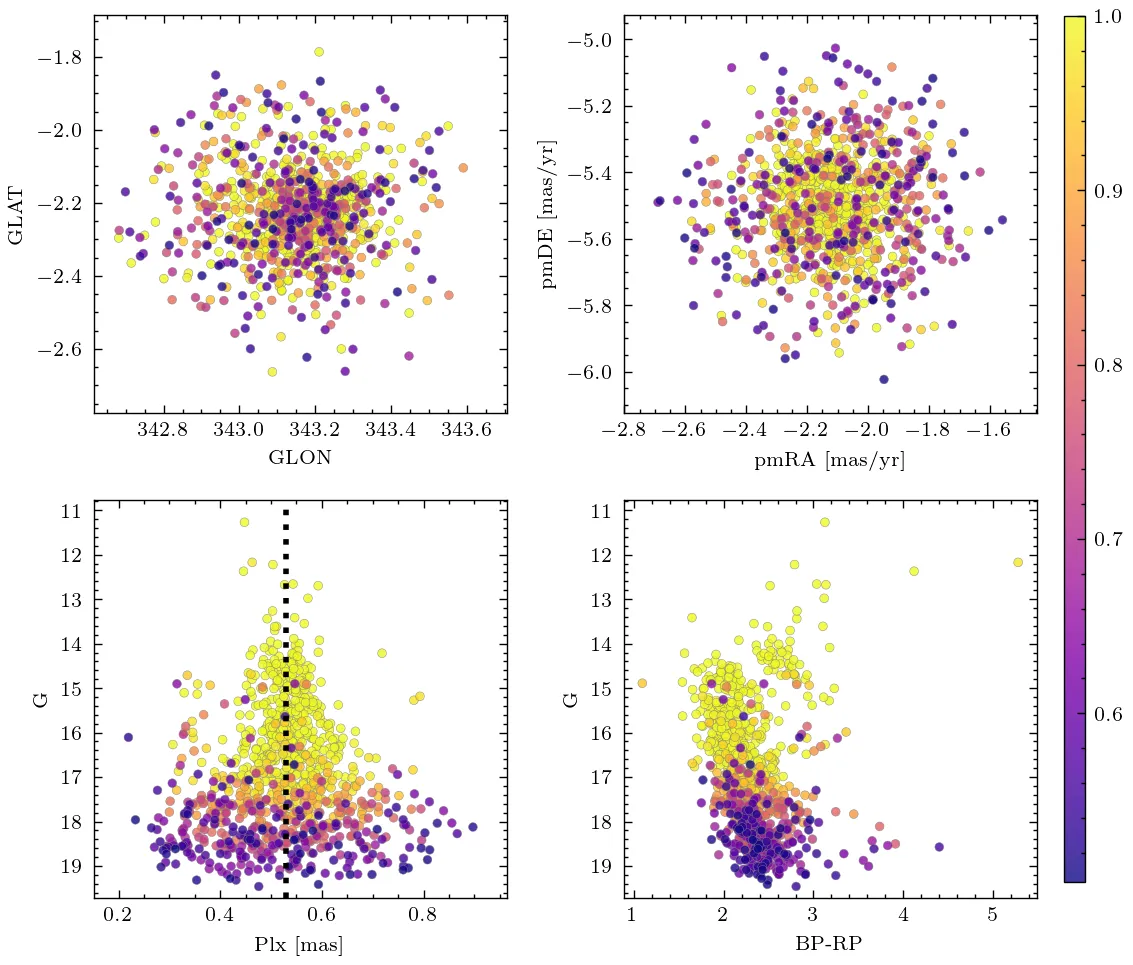 GLAT
−1.8
−2.0
−2.2
−2.4
−2.6
342.8 343.0 343.2 343.4 343.6
GLON
pmDE [mas/yr]
−5.0
−5.2
−5.4
−5.6
−5.8
−6.0
−2.8 −2.6 −2.4 −2.2 −2.0 −1.8 −1.6
pmRA [mas/yr]
1.0
0.9
0.8
0.7
0.6
G
11
12
13
14
15
16
17
18
19
0.2 0.4 0.6 0.8
Plx [mas]
G
11
12
13
14
15
16
17
18
19
1 2 3 4 5
BP-RP